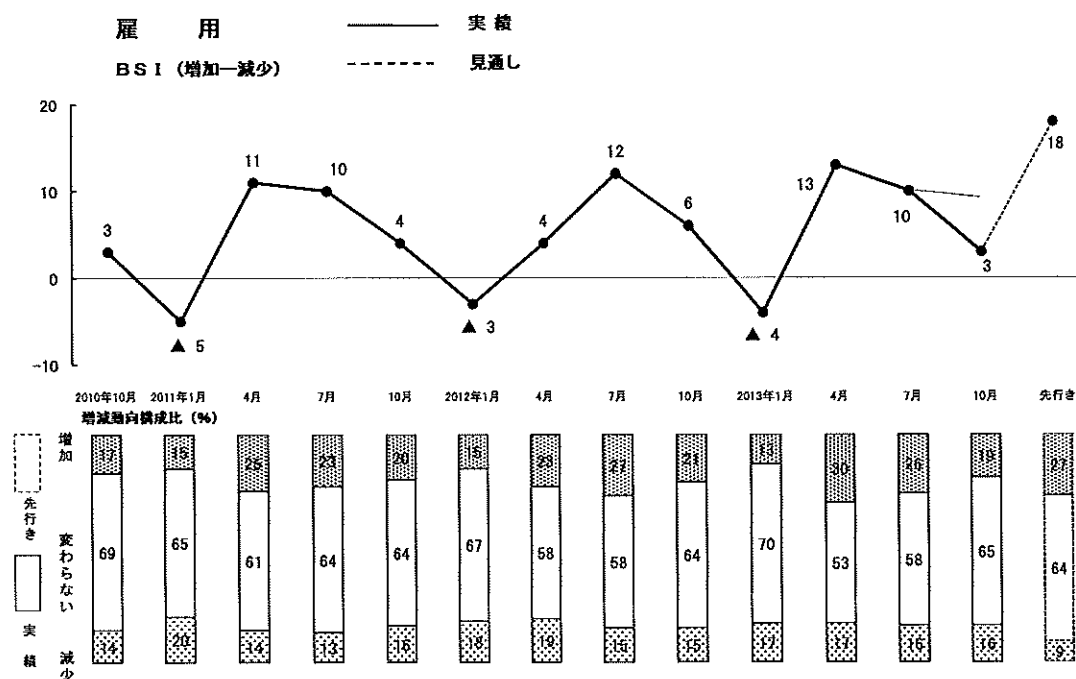 雇 用
BSI (増加―減少)
実績
見通し
20
10
0
-10
3
▲ 5
11
10
4
▲ 3
4
12
6
▲ 4
13
10
3
18
2010年10月 2011年1月 4月 7月 10月 2012年1月 4月 7月 10月 2013年1月 4月 7月 10月 先行き
増減動向構成比 (%)
先行き
実績
増加
変わらない
減少
17 15 25 23 20 15 23 27 21 13 30 26 19 27
69 65 61 64 64 67 58 58 64 70 53 58 65 64
14 20 14 13 16 18 19 15 15 17 17 16 16 9